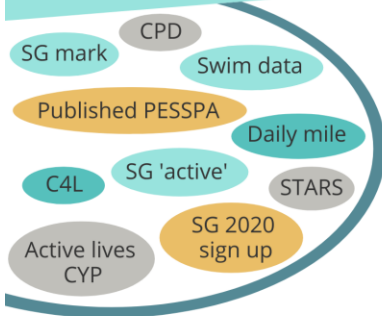 CPD
SG mark
Swim data
Published PESSPA
Daily mile
SG 'active'
C4L
STARS
SG 2020
sign up
Active lives
CYP